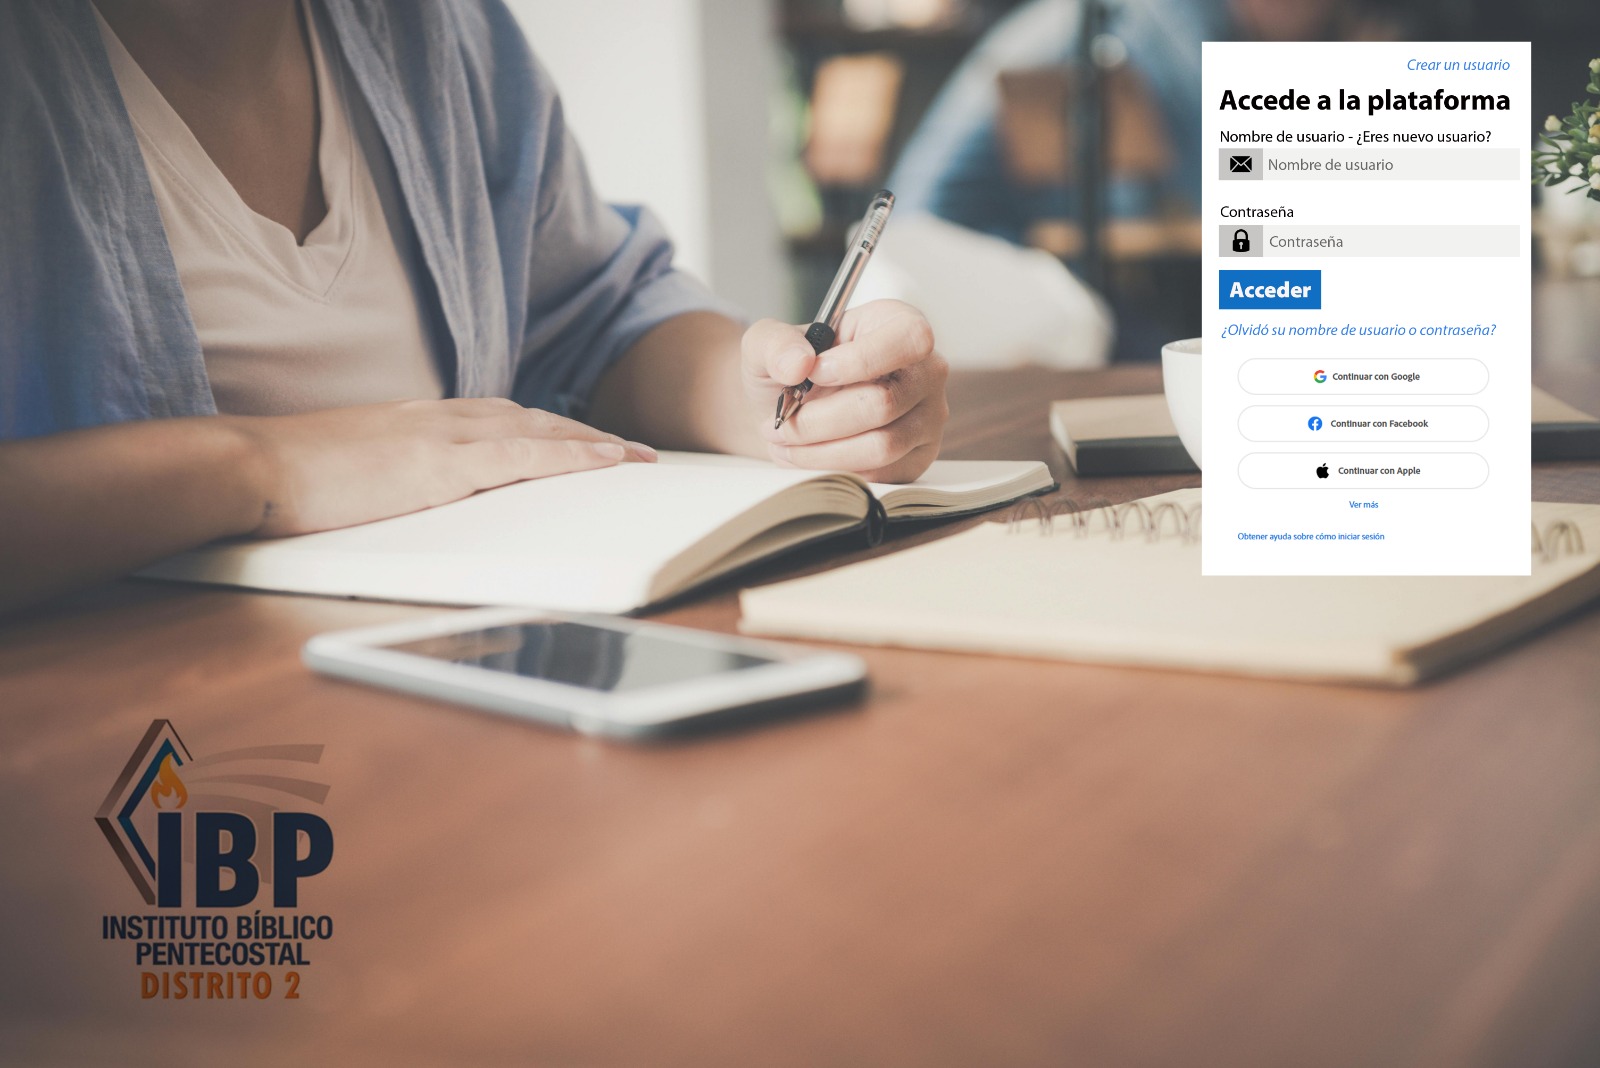 Crear un usuario
Accede a la plataforma
Nombre de usuario - ¿Eres nuevo usuario?
Nombre de usuario
Contraseña
Contraseña
Acceder
¿Olvidó su nombre de usuario o contraseña?
Continuar con Google
Continuar con Facebook
Continuar con Apple
Ver más
Obtener ayuda sobre cómo iniciar sesión
IBP
INSTITUTO BÍBLICO
PENTECOSTAL
DISTRITO 2